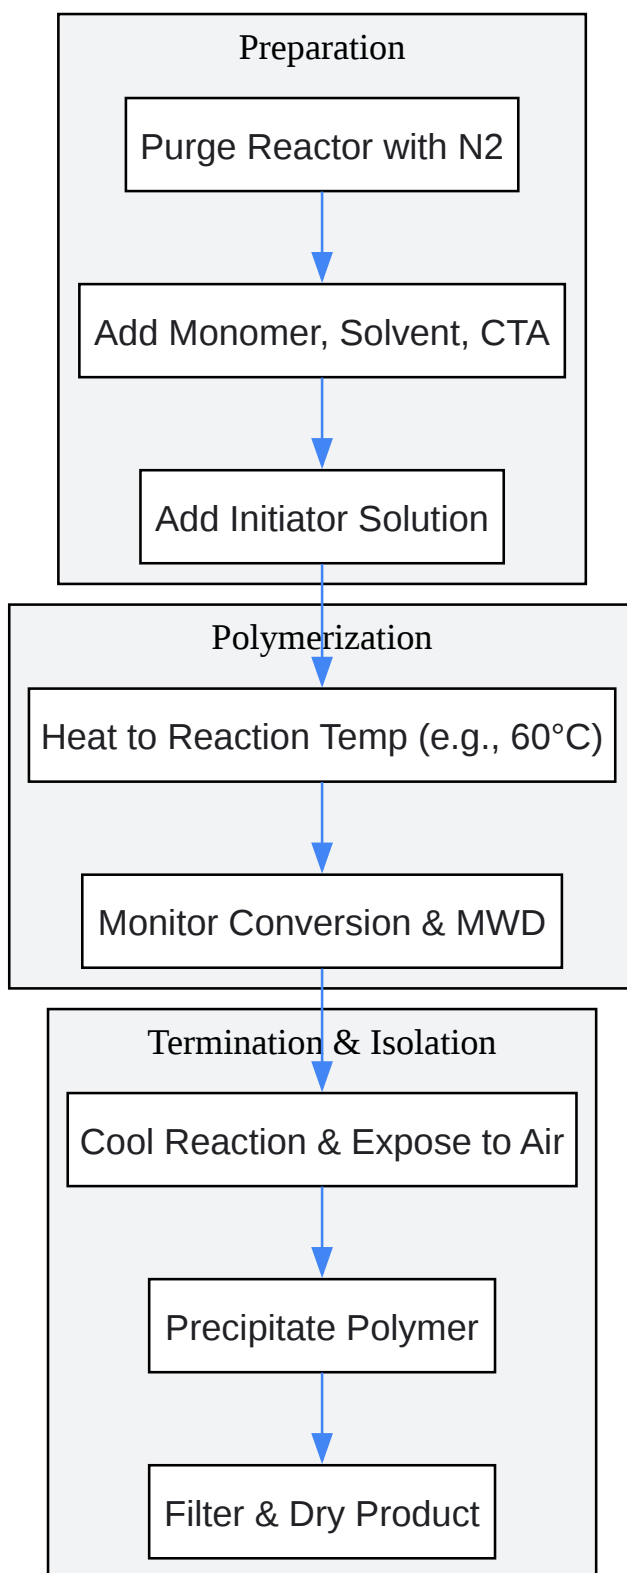 Preparation
Purge Reactor with N2
Add Monomer, Solvent, CTA
Add Initiator Solution
Polymerization
Heat to Reaction Temp (e.g., 60°C)
Monitor Conversion & MWD
Termination & Isolation
Cool Reaction & Expose to Air
Precipitate Polymer
Filter & Dry Product